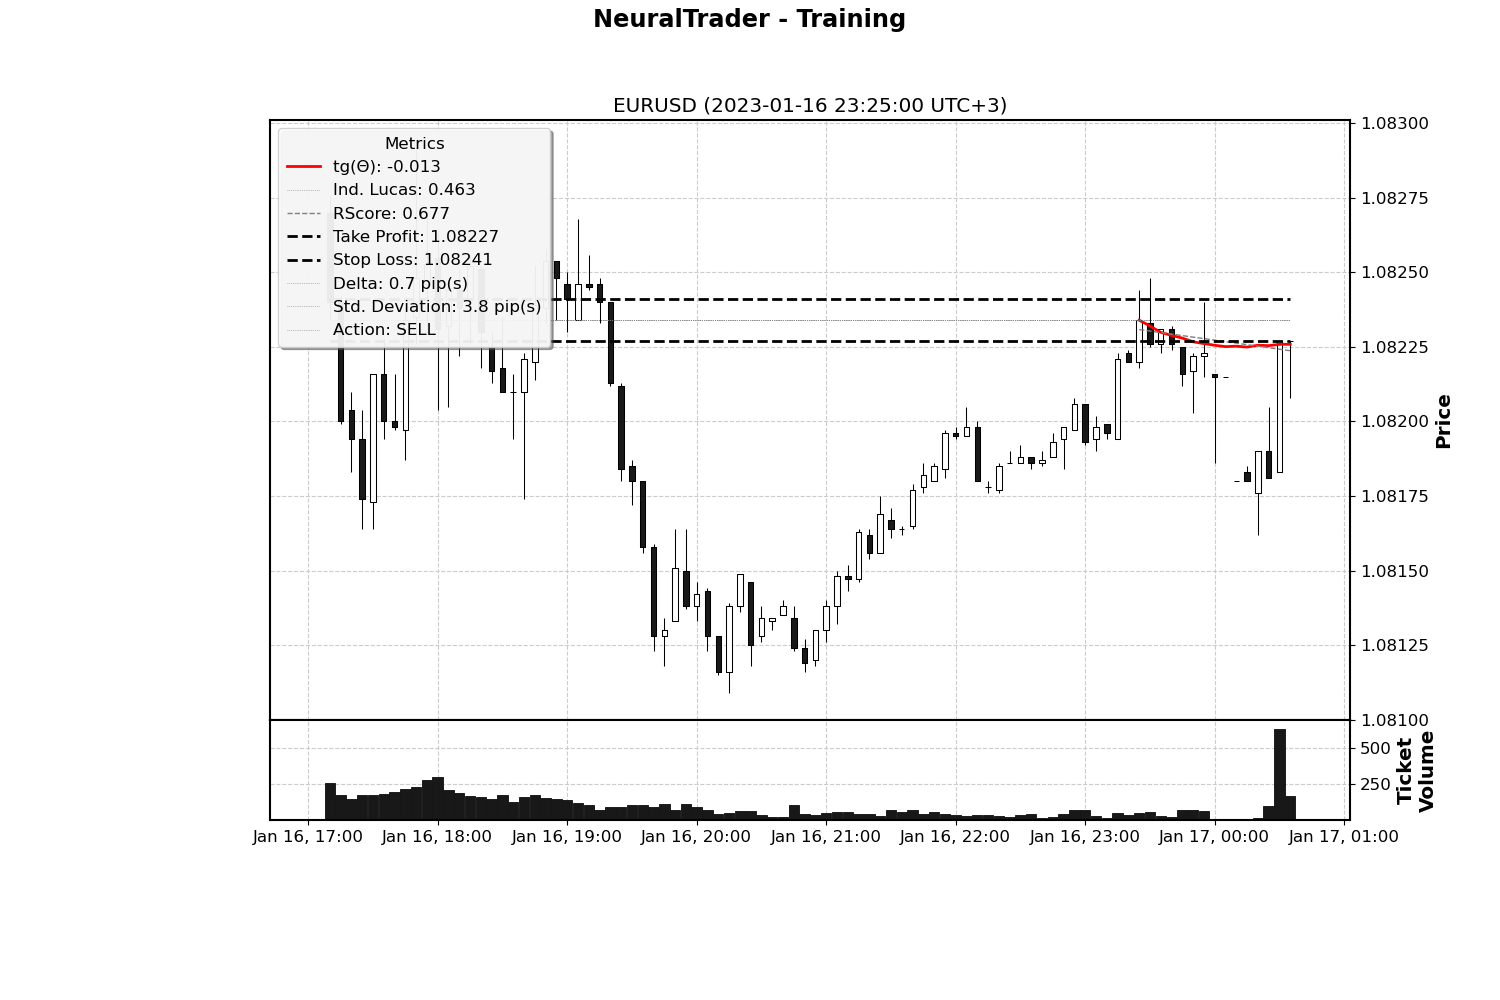 NeuralTrader - Training
EURUSD (2023-01-16 23:25:00 UTC+3)
Metrics
tg(Θ): -0.013
Ind. Lucas: 0.463
RScore: 0.677
Take Profit: 1.08227
Stop Loss: 1.08241
Delta: 0.7 pip(s)
Std. Deviation: 3.8 pip(s)
Action: SELL
1.08300
1.08275
1.08250
1.08225
1.08200
1.08175
1.08150
1.08125
1.08100
Price
500
250
Ticket
Volume
Jan 16, 17:00
Jan 16, 18:00
Jan 16, 19:00
Jan 16, 20:00
Jan 16, 21:00
Jan 16, 22:00
Jan 16, 23:00
Jan 17, 00:00
Jan 17, 01:00